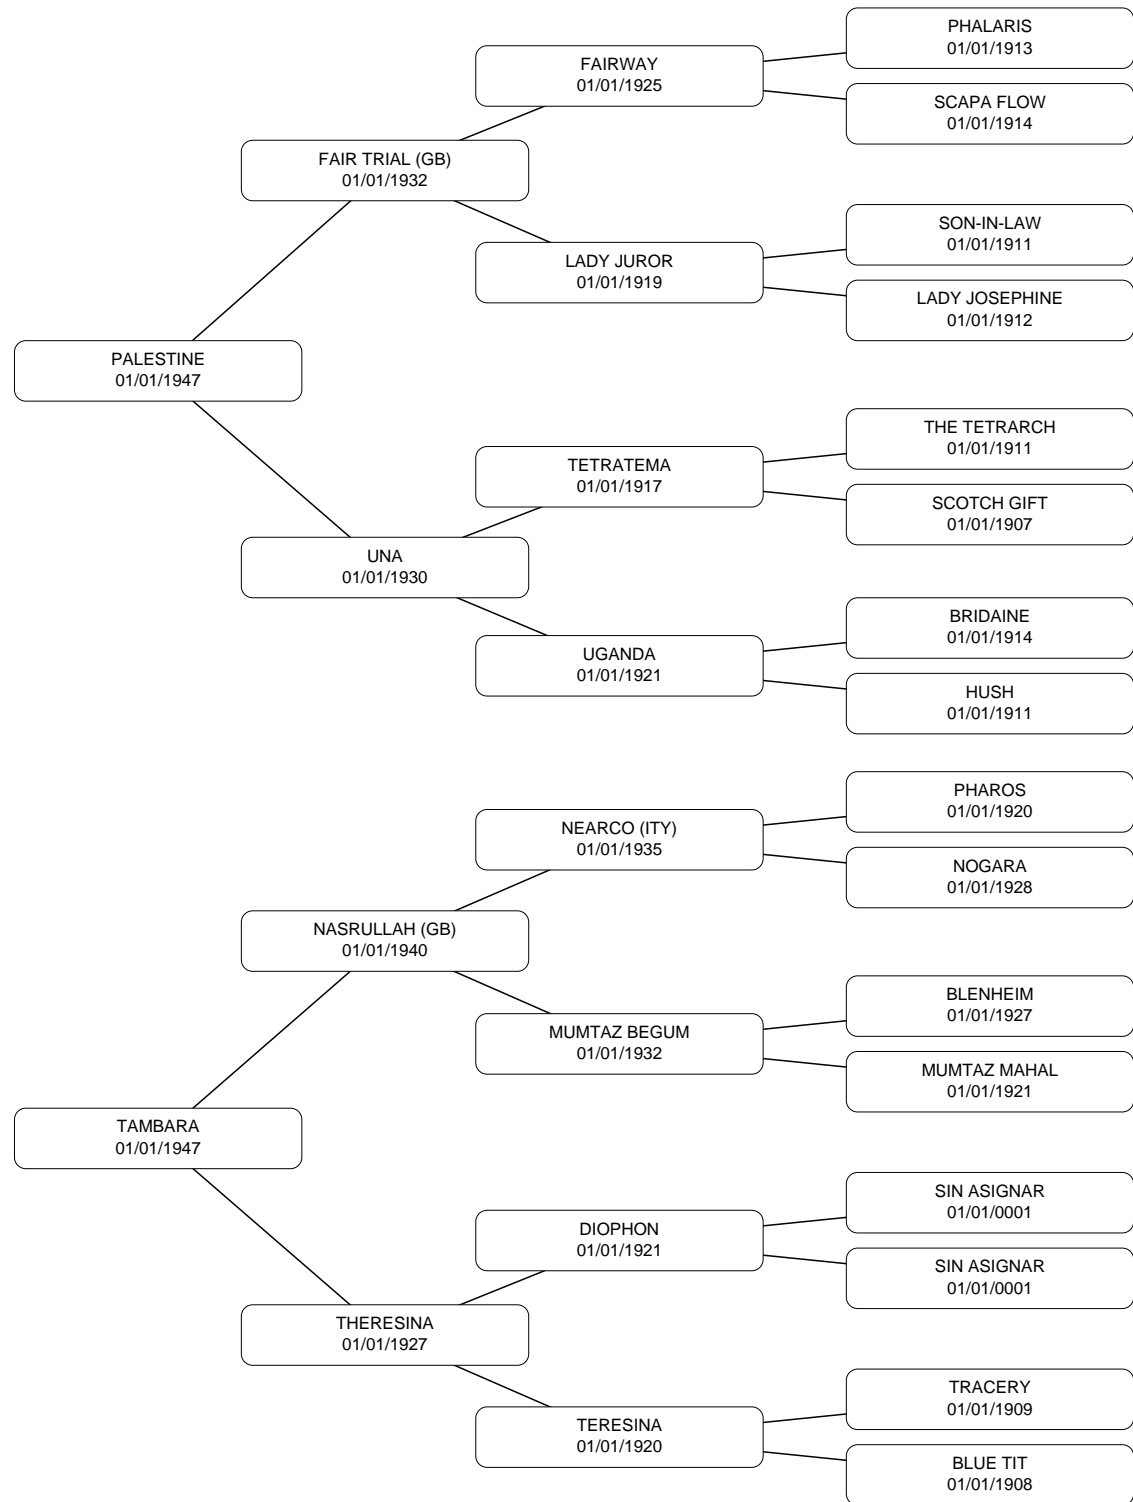 PHALARIS
01/01/1913
FAIRWAY
01/01/1925
SCAPA FLOW
01/01/1914
FAIR TRIAL (GB)
01/01/1932
SON-IN-LAW
01/01/1911
LADY JUROR
01/01/1919
LADY JOSEPHINE
01/01/1912
PALESTINE
01/01/1947
THE TETRARCH
01/01/1911
TETRATEMA
01/01/1917
SCOTCH GIFT
01/01/1907
UNA
01/01/1930
BRIDAINE
01/01/1914
UGANDA
01/01/1921
HUSH
01/01/1911
PHAROS
01/01/1920
NEARCO (ITY)
01/01/1935
NOGARA
01/01/1928
NASRULLAH (GB)
01/01/1940
BLENHEIM
01/01/1927
MUMTAZ BEGUM
01/01/1932
MUMTAZ MAHAL
01/01/1921
TAMBARA
01/01/1947
SIN ASIGNAR
01/01/0001
DIOPHON
01/01/1921
SIN ASIGNAR
01/01/0001
THERESINA
01/01/1927
TRACERY
01/01/1909
TERESINA
01/01/1920
BLUE TIT
01/01/1908